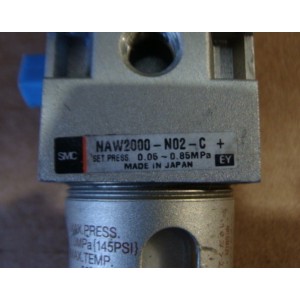 NAW2000-N02-C +
SMC
SET PRESS. 0.05 ~ 0.85MPa
EY
MADE IN JAPAN
PRESS.
MPa{145PSI}
TEMP.